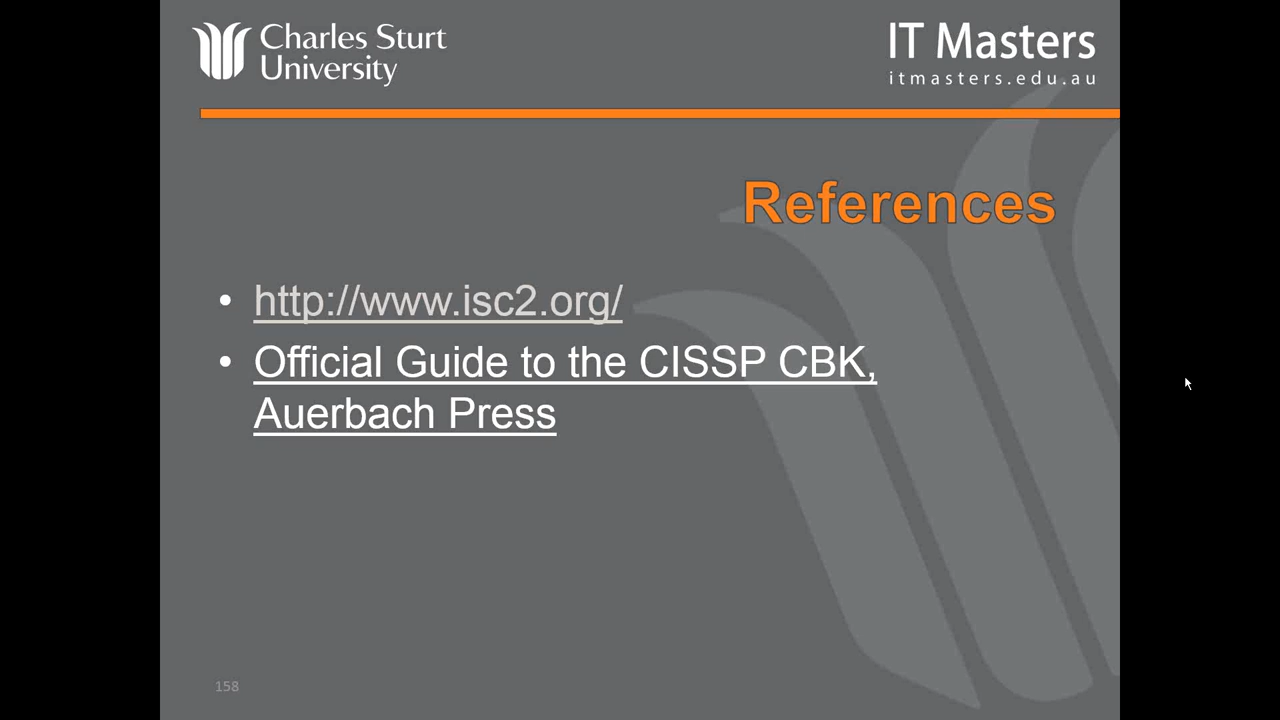 Charles Sturt
University
IT Masters
itmasters.edu.au
References
• http://www.isc2.org/
• Official Guide to the CISSP CBK,
Auerbach Press
158